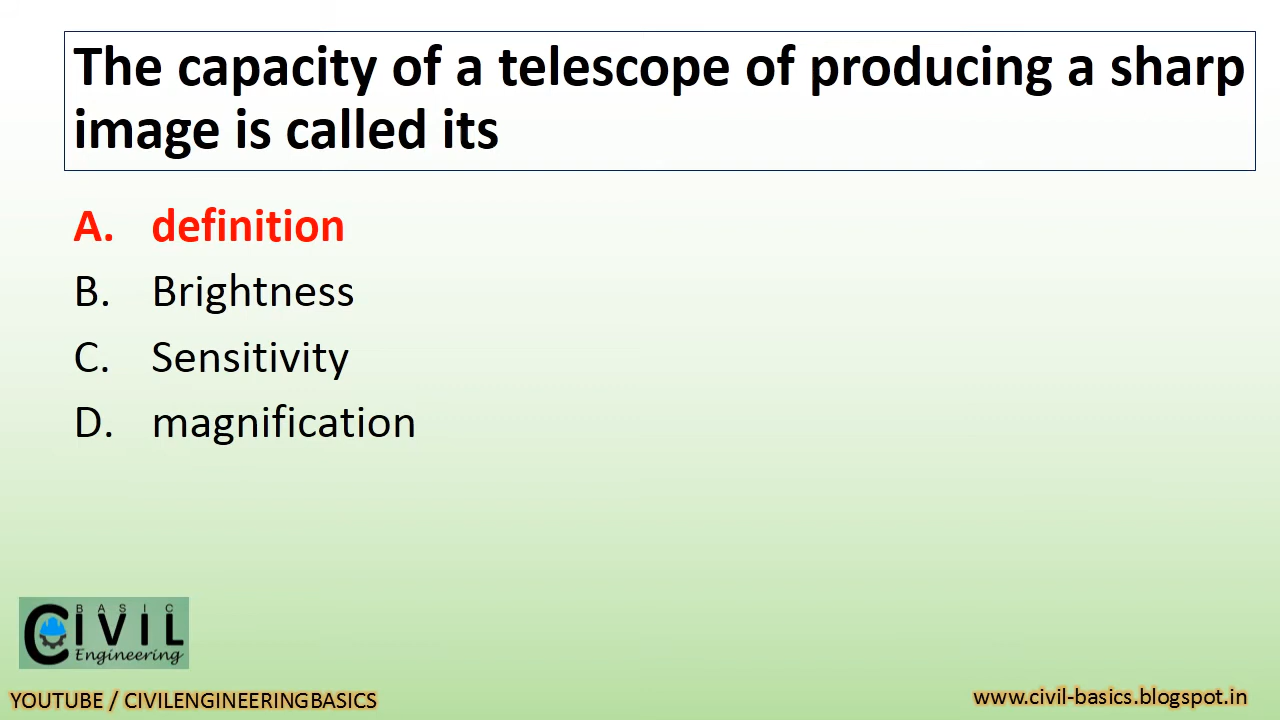 The capacity of a telescope of producing a sharp
image is called its
A. definition
B. Brightness
C. Sensitivity
D. magnification
BASIC
CIVIL
Engineering
YOUTUBE / CIVILENGINEERINGBASICS
www.civil-basics.blogspot.in